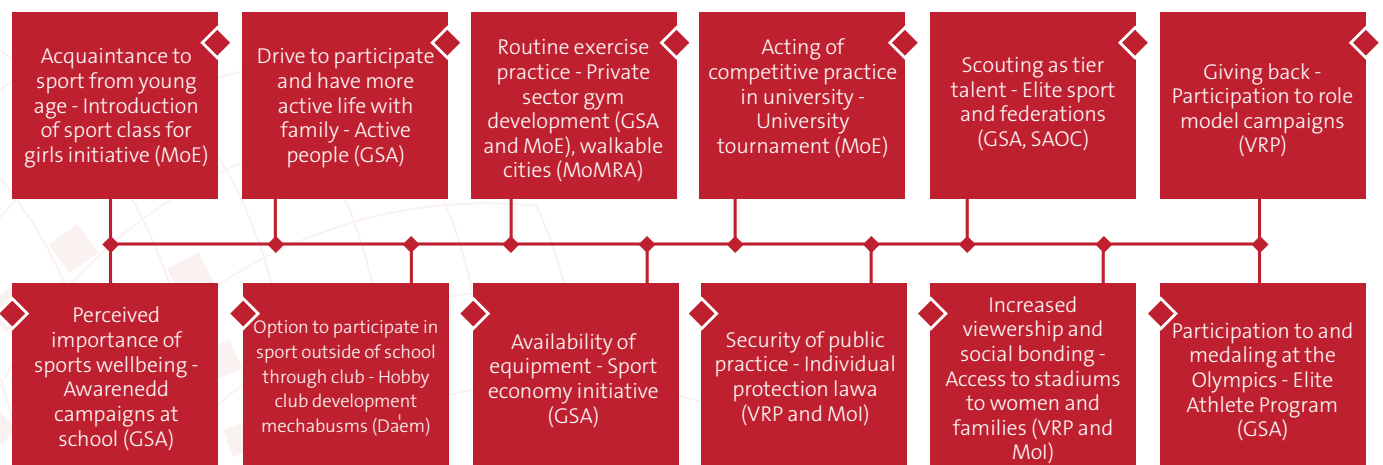 Acquaintance to
sport from young
age - Introduction
of sport class for
girls initiative (MoE)
Drive to participate
and have more
active life with
family - Active
people (GSA)
Routine exercise
practice - Private
sector gym
development (GSA
and MoE), walkable
cities (MoMRA)
Acting of
competitive practice
in university -
University
tournament (MoE)
Scouting as tier
talent - Elite sport
and federations
(GSA, SAOC)
Giving back -
Participation to role
model campaigns
(VRP)
Perceived
importance of
sports wellbeing -
Awarenedd
campaigns at
school (GSA)
Option to participate in
sport outside of school
through club - Hobby
club development
mechabusms (Da'em)
Availability of
equipment - Sport
economy initiative
(GSA)
Security of public
practice - Individual
protection lawa
(VRP and MoI)
Increased
viewership and
social bonding -
Access to stadiums
to women and
families (VRP and
MoI)
Participation to and
medaling at the
Olympics - Elite
Athlete Program
(GSA)